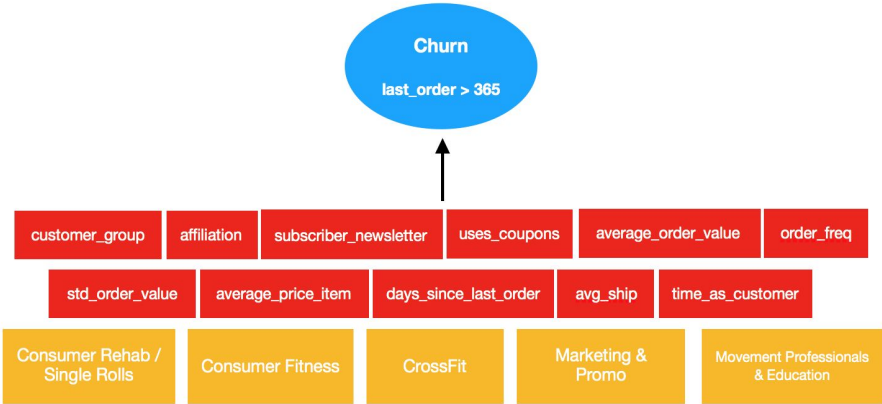 Churn
last_order > 365
customer_group
affiliation
subscriber_newsletter
uses_coupons
average_order_value
order_freq
std_order_value
average_price_item
days_since_last_order
avg_ship
time_as_customer
Consumer Rehab /
Single Rolls
Consumer Fitness
CrossFit
Marketing &
Promo
Movement Professionals
& Education